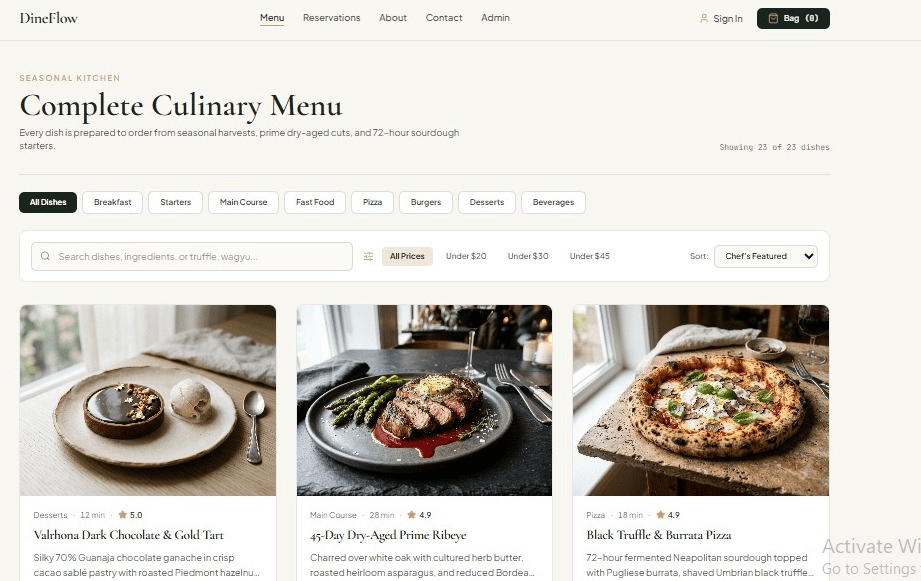 DineFlow
Menu Reservations About Contact Admin
Sign In
Bag (0)
SEASONAL KITCHEN
Complete Culinary Menu
Every dish is prepared to order from seasonal harvests, prime dry-aged cuts, and 72-hour sourdough
starters.
Showing 23 of 23 dishes
All Dishes Breakfast Starters Main Course Fast Food Pizza Burgers Desserts Beverages
Search dishes, ingredients, or truffle, wagyu...
All Prices Under $20 Under $30 Under $45
Sort: Chef's Featured
Desserts · 12 min · 5.0
Valrhona Dark Chocolate & Gold Tart
Silky 70% Guanaja chocolate ganache in crisp
cacao sablé pastry with roasted Piedmont hazelnu...
Main Course · 28 min · 4.9
45-Day Dry-Aged Prime Ribeye
Charred over white oak with cultured herb butter,
roasted heirloom asparagus, and reduced Bordea...
Pizza · 18 min · 4.9
Black Truffle & Burrata Pizza
72-hour fermented Neapolitan sourdough topped
with Pugliese burrata, shaved Umbrian black truffle...
Activate Wi
Go to Settings